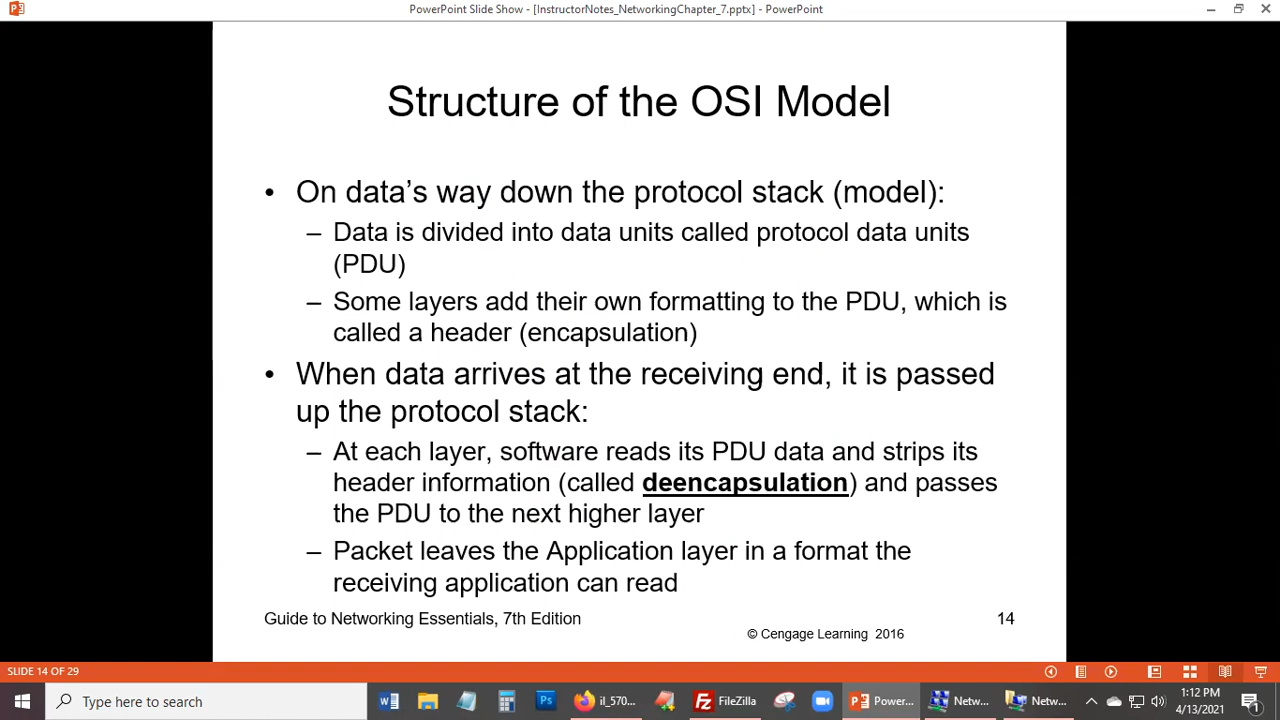 PowerPoint Slide Show - [InstructorNotes_NetworkingChapter_7.pptx] - PowerPoint
Structure of the OSI Model
• On data’s way down the protocol stack (model):
– Data is divided into data units called protocol data units
(PDU)
– Some layers add their own formatting to the PDU, which is
called a header (encapsulation)
• When data arrives at the receiving end, it is passed
up the protocol stack:
– At each layer, software reads its PDU data and strips its
header information (called deencapsulation) and passes
the PDU to the next higher layer
– Packet leaves the Application layer in a format the
receiving application can read
Guide to Networking Essentials, 7th Edition
14
© Cengage Learning 2016
SLIDE 14 OF 29
Type here to search
il_570...
FileZilla
Power...
Netw...
Netw...
1:12 PM
4/13/2021
1